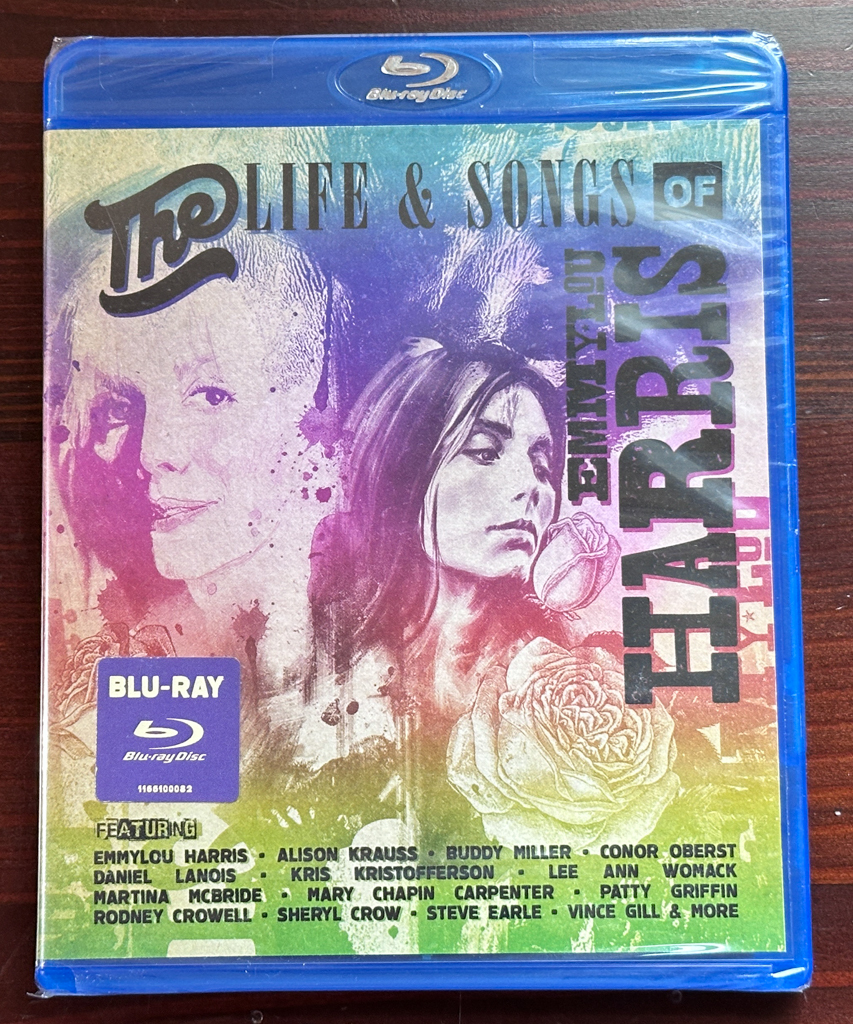 Blu-ray Disc
The LIFE & SONGS OF
EMMYLOU
HARRIS
BLU-RAY
Blu-ray Disc
1166100082
FEATURING
EMMYLOU HARRIS • ALISON KRAUSS • BUDDY MILLER • CONOR OBERST
DANIEL LANOIS • KRIS KRISTOFFERSON • LEE ANN WOMACK
MARTINA MCBRIDE • MARY CHAPIN CARPENTER • PATTY GRIFFIN
RODNEY CROWELL • SHERYL CROW • STEVE EARLE • VINCE GILL & MORE